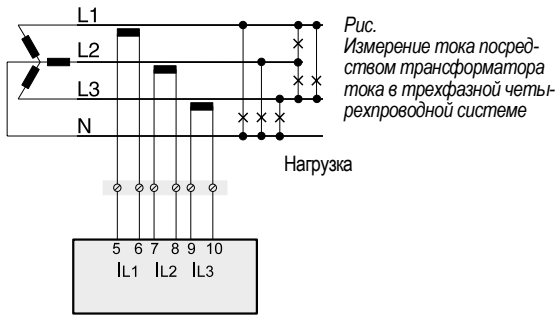 L1
L2
L3
N
Рис.
Измерение тока посред-
ством трансформатора
тока в трехфазной четы-
рехпроводной системе
Нагрузка
5 6 7 8 9 10
IL1 IL2 IL3